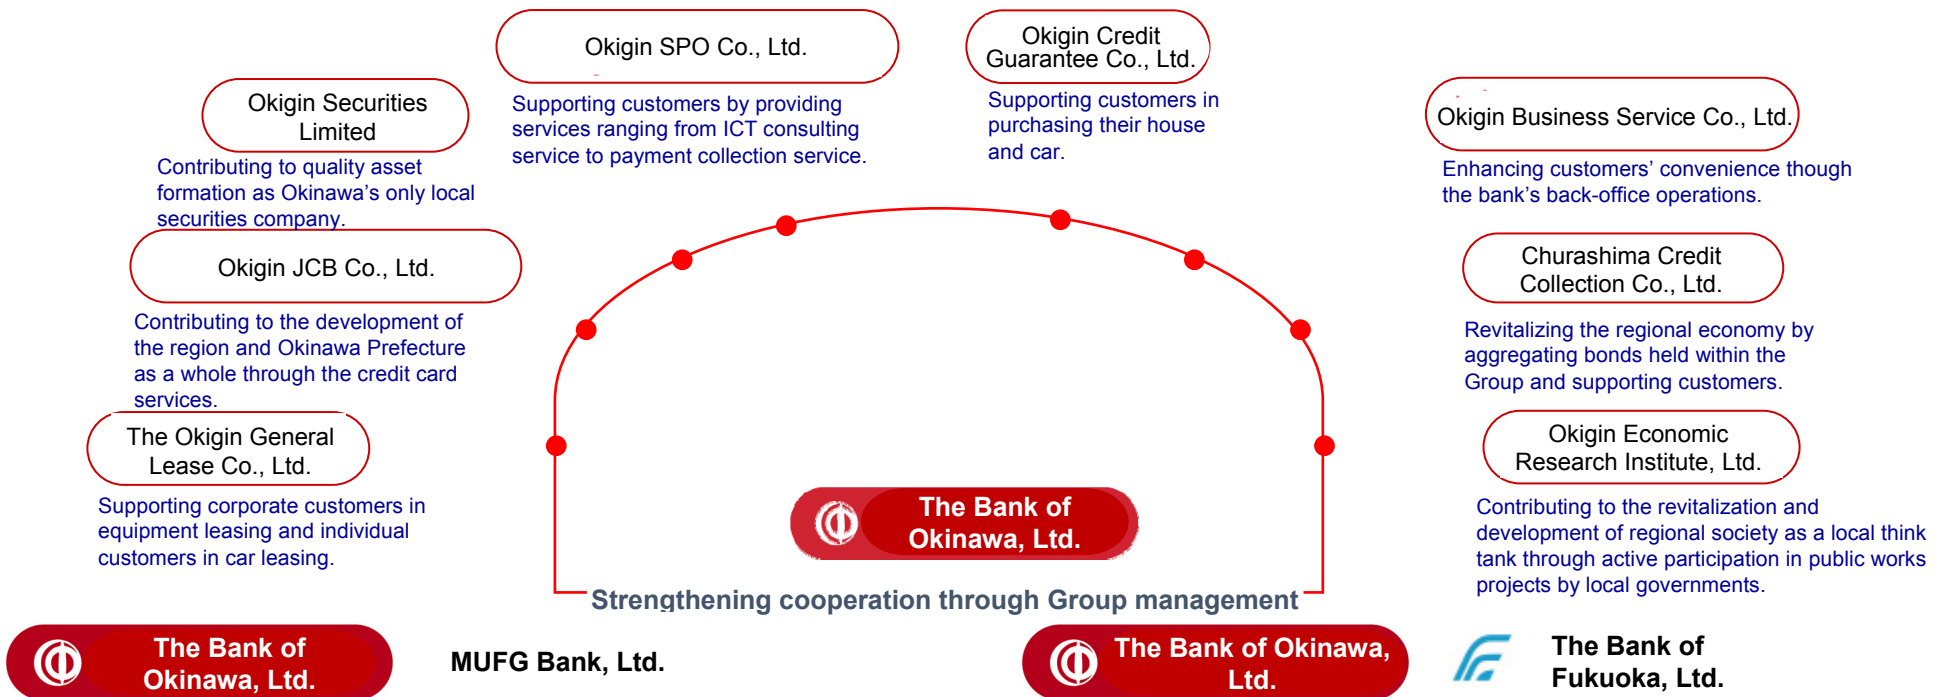 Okigin SPO Co., Ltd.
Supporting customers by providing
services ranging from ICT consulting
service to payment collection service.
Okigin Credit
Guarantee Co., Ltd.
Supporting customers in
purchasing their house
and car.
Okigin Securities
Limited
Contributing to quality asset
formation as Okinawa’s only local
securities company.
Okigin Business Service Co., Ltd.
Enhancing customers’ convenience though
the bank’s back-office operations.
Okigin JCB Co., Ltd.
Contributing to the development of
the region and Okinawa Prefecture
as a whole through the credit card
services.
Churashima Credit
Collection Co., Ltd.
Revitalizing the regional economy by
aggregating bonds held within the
Group and supporting customers.
The Okigin General
Lease Co., Ltd.
Supporting corporate customers in
equipment leasing and individual
customers in car leasing.
Okigin Economic
Research Institute, Ltd.
Contributing to the revitalization and
development of regional society as a local think
tank through active participation in public works
projects by local governments.
The Bank of
Okinawa, Ltd.
Strengthening cooperation through Group management
The Bank of
Okinawa, Ltd.
MUFG Bank, Ltd.
The Bank of Okinawa,
Ltd.
The Bank of
Fukuoka, Ltd.